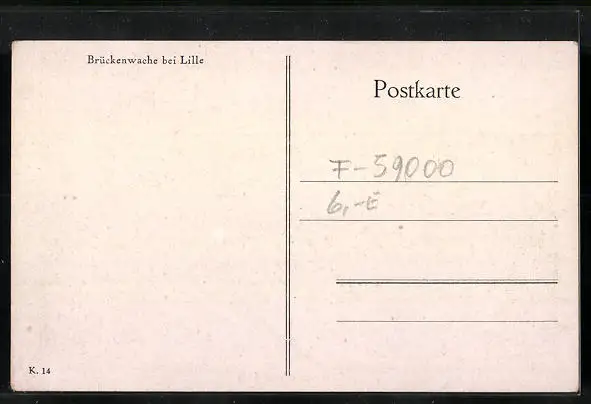 Brückenwache bei Lille
Postkarte
F-59000
6,-E
K. 14